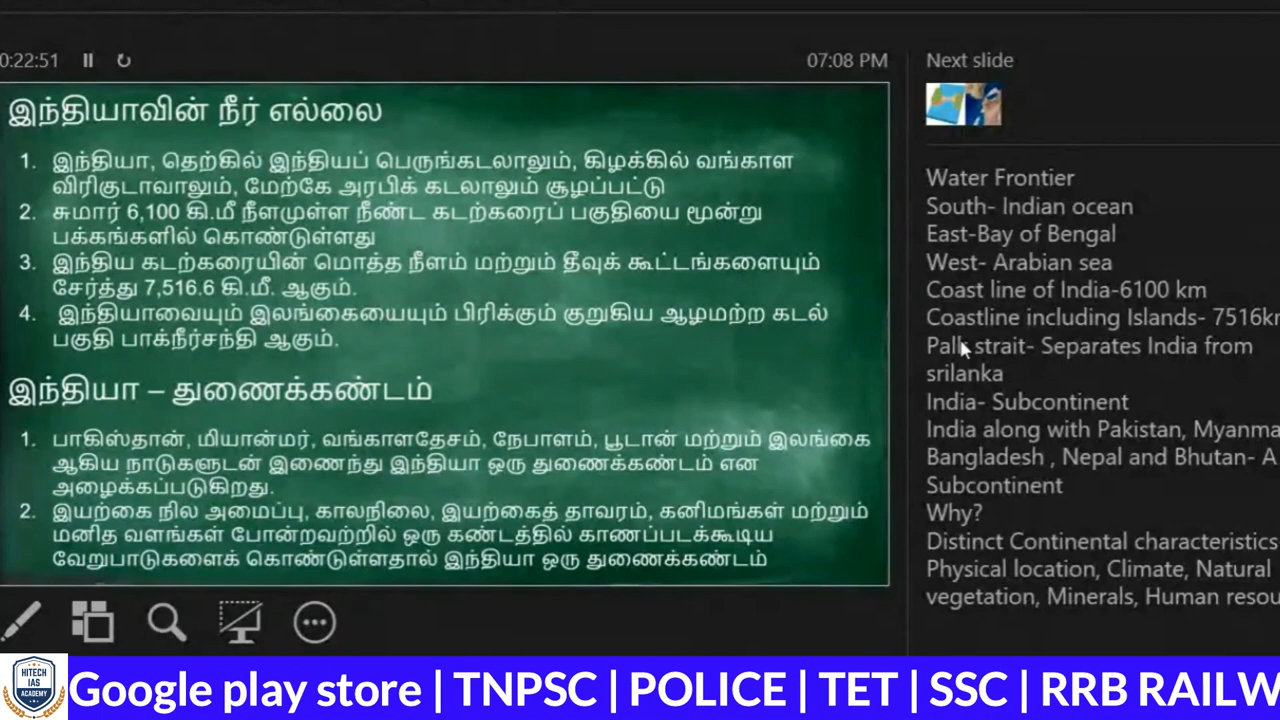 0:22:51
07:08 PM
Next slide
இந்தியாவின் நீர் எல்லை
1. இந்தியா, தெற்கில் இந்தியப் பெருங்கடலாலும், கிழக்கில் வங்காள
விரிகுடாவாலும், மேற்கே அரபிக் கடலாலும் சூழப்பட்டு
2. சுமார் 6,100 கி.மீ நீளமுள்ள நீண்ட கடற்கரைப் பகுதியை மூன்று
பக்கங்களில் கொண்டுள்ளது
3. இந்திய கடற்கரையின் மொத்த நீளம் மற்றும் தீவுக் கூட்டங்களையும்
சேர்த்து 7,516.6 கி.மீ. ஆகும்.
4. இந்தியாவையும் இலங்கையையும் பிரிக்கும் குறுகிய ஆழமற்ற கடல்
பகுதி பாக்நீர்சந்தி ஆகும்.
இந்தியா – துணைக்கண்டம்
1. பாகிஸ்தான், மியான்மர், வங்காளதேசம், நேபாளம், பூடான் மற்றும் இலங்கை
ஆகிய நாடுகளுடன் இணைந்து இந்தியா ஒரு துணைக்கண்டம் என
அழைக்கப்படுகிறது.
2. இயற்கை நில அமைப்பு, காலநிலை, இயற்கைத் தாவரம், கனிமங்கள் மற்றும்
மனித வளங்கள் போன்றவற்றில் ஒரு கண்டத்தில் காணப்படக்கூடிய
வேறுபாடுகளைக் கொண்டுள்ளதால் இந்தியா ஒரு துணைக்கண்டம்
Water Frontier
South- Indian ocean
East-Bay of Bengal
West- Arabian sea
Coast line of India-6100 km
Coastline including Islands- 7516k
Palk strait- Separates India from
srilanka
India- Subcontinent
India along with Pakistan, Myanma
Bangladesh , Nepal and Bhutan- A
Subcontinent
Why?
Distinct Continental characteristics
Physical location, Climate, Natural
vegetation, Minerals, Human resou
HITECH
IAS
ACADEMY
Google play store | TNPSC | POLICE | TET | SSC | RRB RAILW